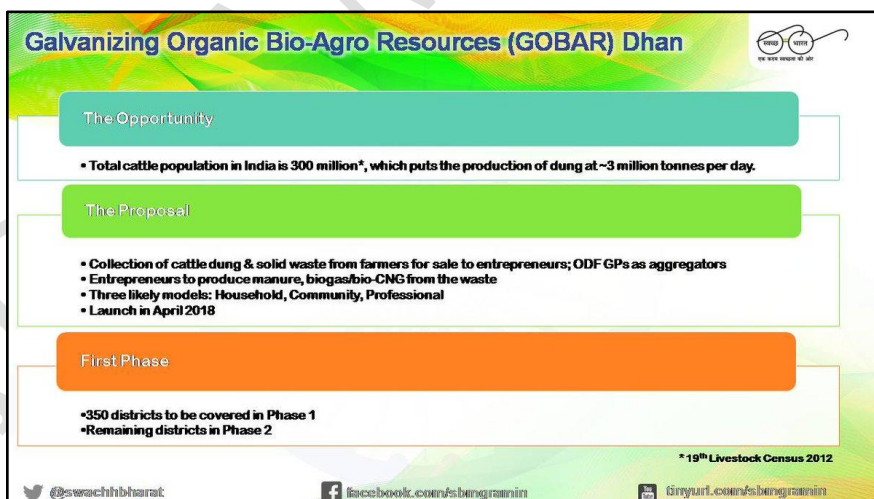 Galvanizing Organic Bio-Agro Resources (GOBAR) Dhan
स्वच्छ भारत
एक कदम स्वच्छता की ओर
The Opportunity
• Total cattle population in India is 300 million*, which puts the production of dung at ~3 million tonnes per day.
The Proposal
• Collection of cattle dung & solid waste from farmers for sale to entrepreneurs; ODF GPs as aggregators
• Entrepreneurs to produce manure, biogas/bio-CNG from the waste
• Three likely models: Household, Community, Professional
• Launch in April 2018
First Phase
•350 districts to be covered in Phase 1
•Remaining districts in Phase 2
* 19th Livestock Census 2012
@swachhbharat
facebook.com/sbmgramin
You Tube
tinyurl.com/sbmgramin